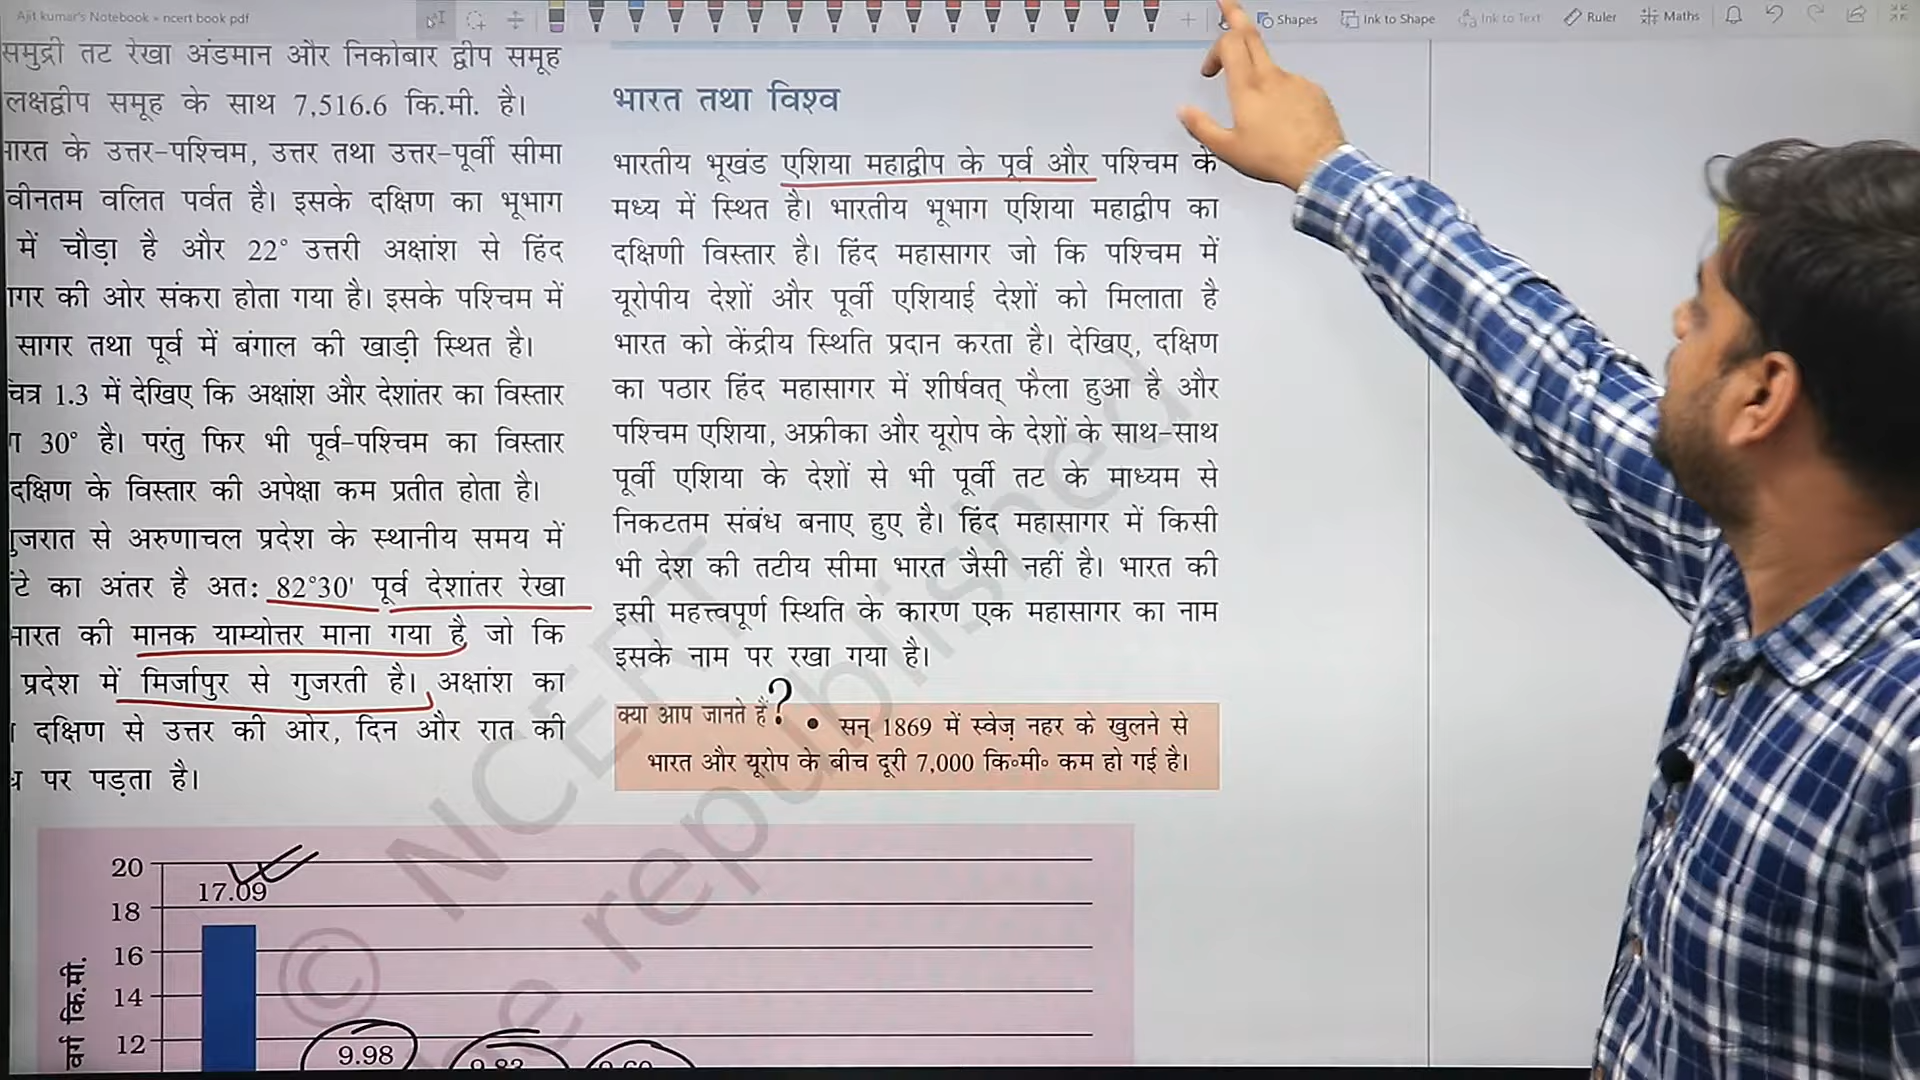 Ajit kumar's Notebook » ncert book pdf
Shapes
Ink to Shape
Ink to Text
Ruler
Maths
समुद्री तट रेखा अंडमान और निकोबार द्वीप समूह
लक्षद्वीप समूह के साथ 7,516.6 कि.मी. है।
के उत्तर-पश्चिम, उत्तर तथा उत्तर-पूर्वी सीमा
वलित पर्वत है। इसके दक्षिण का भूभाग
में चौड़ा है और 22° उत्तरी अक्षांश से हिंद
की ओर संकरा होता गया है। इसके पश्चिम में
सागर तथा पूर्व में बंगाल की खाड़ी स्थित है।
1.3 में देखिए कि अक्षांश और देशांतर का विस्तार
30° है। परंतु फिर भी पूर्व-पश्चिम का विस्तार
दक्षिण के विस्तार की अपेक्षा कम प्रतीत होता है।
से अरुणाचल प्रदेश के स्थानीय समय में
का अंतर है अत: 82°30' पूर्व देशांतर रेखा
की मानक याम्योत्तर माना गया है जो कि
प्रदेश में मिर्जापुर से गुजरती है। अक्षांश का
दक्षिण से उत्तर की ओर, दिन और रात की
पर पड़ता है।
भारत तथा विश्व
भारतीय भूखंड एशिया महाद्वीप के पूर्व और पश्चिम के
मध्य में स्थित है। भारतीय भूभाग एशिया महाद्वीप का
दक्षिणी विस्तार है। हिंद महासागर जो कि पश्चिम में
यूरोपीय देशों और पूर्वी एशियाई देशों को मिलाता है
भारत को केंद्रीय स्थिति प्रदान करता है। देखिए, दक्षिण
का पठार हिंद महासागर में शीर्षवत् फैला हुआ है और
पश्चिम एशिया, अफ्रीका और यूरोप के देशों के साथ-साथ
पूर्वी एशिया के देशों से भी पूर्वी तट के माध्यम से
निकटतम संबंध बनाए हुए है। हिंद महासागर में किसी
भी देश की तटीय सीमा भारत जैसी नहीं है। भारत की
इसी महत्त्वपूर्ण स्थिति के कारण एक महासागर का नाम
इसके नाम पर रखा गया है।
क्या आप जानते हैं?
• सन् 1869 में स्वेज़ नहर के खुलने से
भारत और यूरोप के बीच दूरी 7,000 कि॰मी॰ कम हो गई है।
© NCERT
be republished
20
17.09
18
16
14
12
वर्ग कि.मी.
9.98